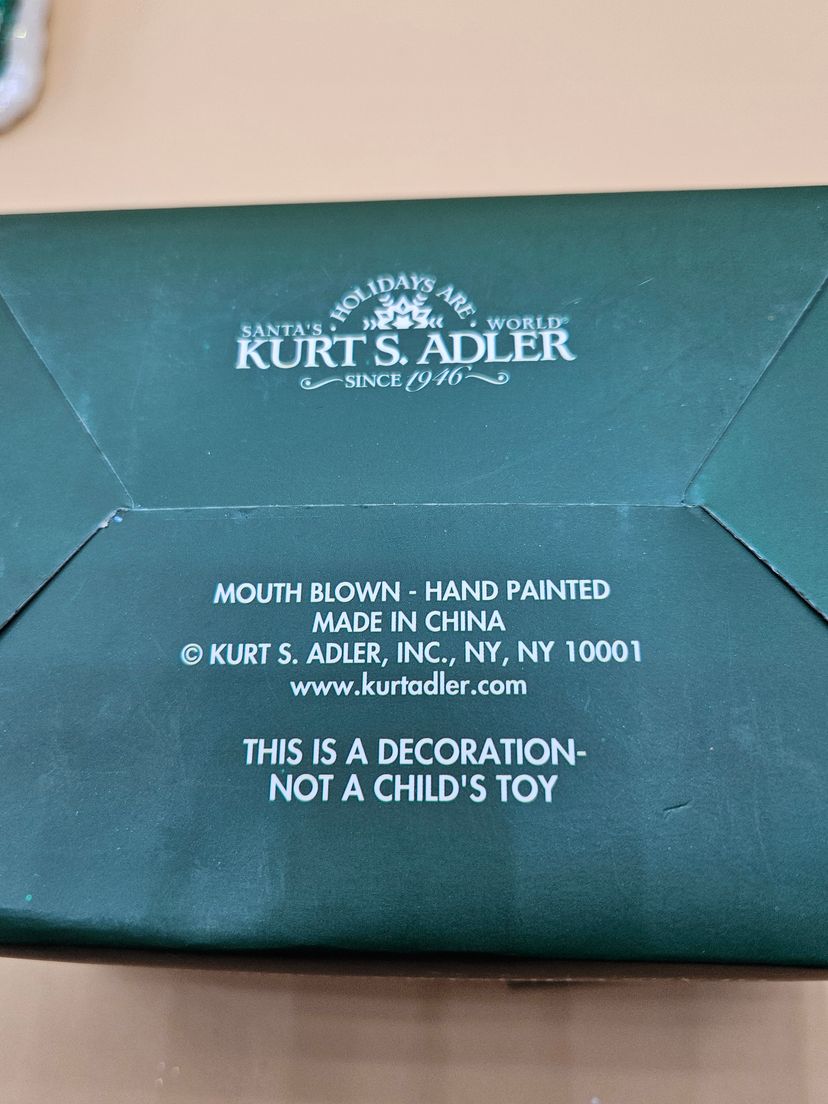 · HOLIDAYS ARE ·
SANTA'S WORLD®
KURT S. ADLER
SINCE 1946
MOUTH BLOWN - HAND PAINTED
MADE IN CHINA
© KURT S. ADLER, INC., NY, NY 10001
www.kurtadler.com
THIS IS A DECORATION-
NOT A CHILD'S TOY